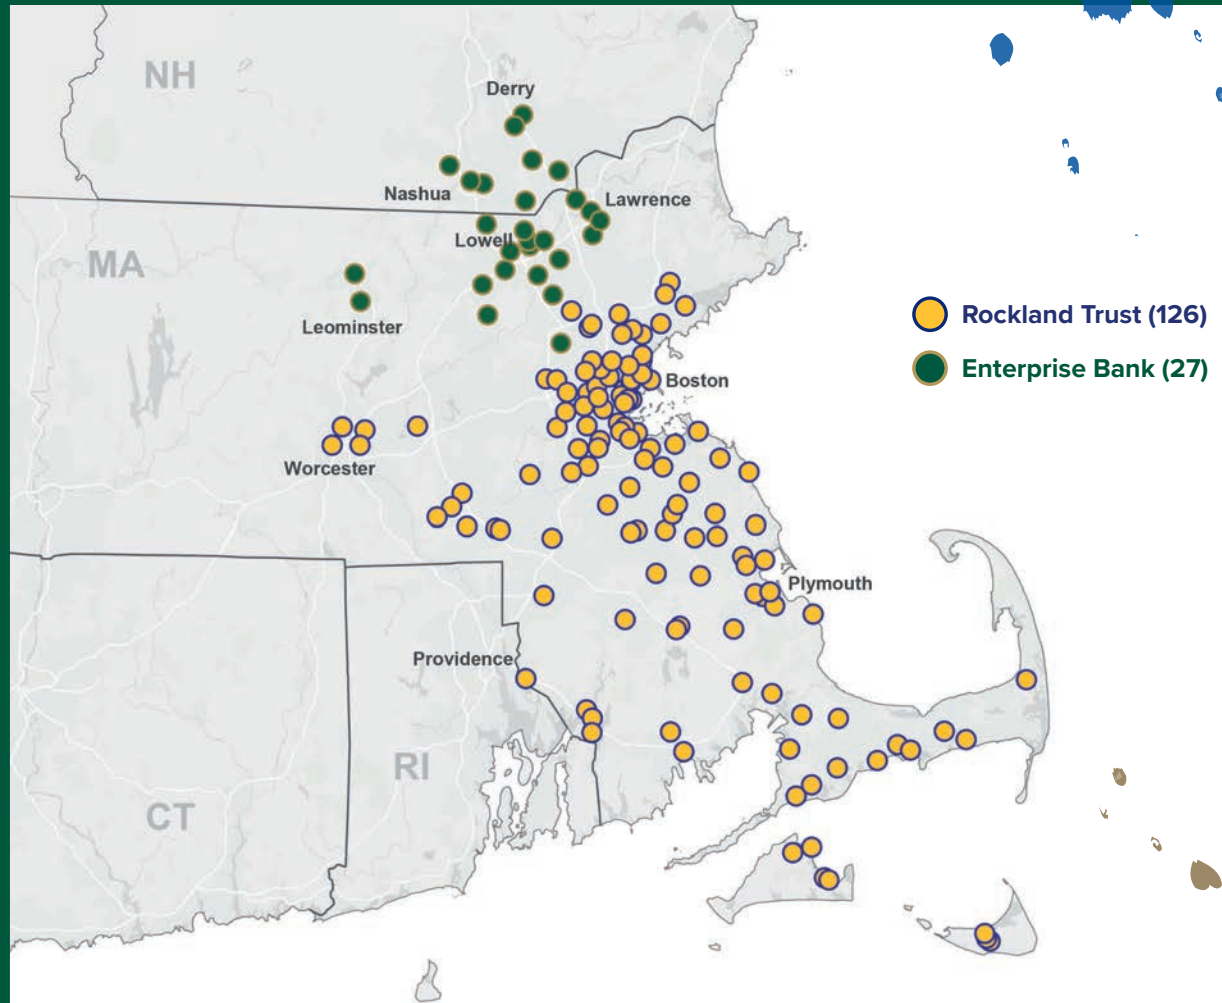 NH
Derry
Nashua
Lawrence
Lowell
MA
Leominster
Rockland Trust (126)
Enterprise Bank (27)
Boston
Worcester
Plymouth
Providence
RI
CT